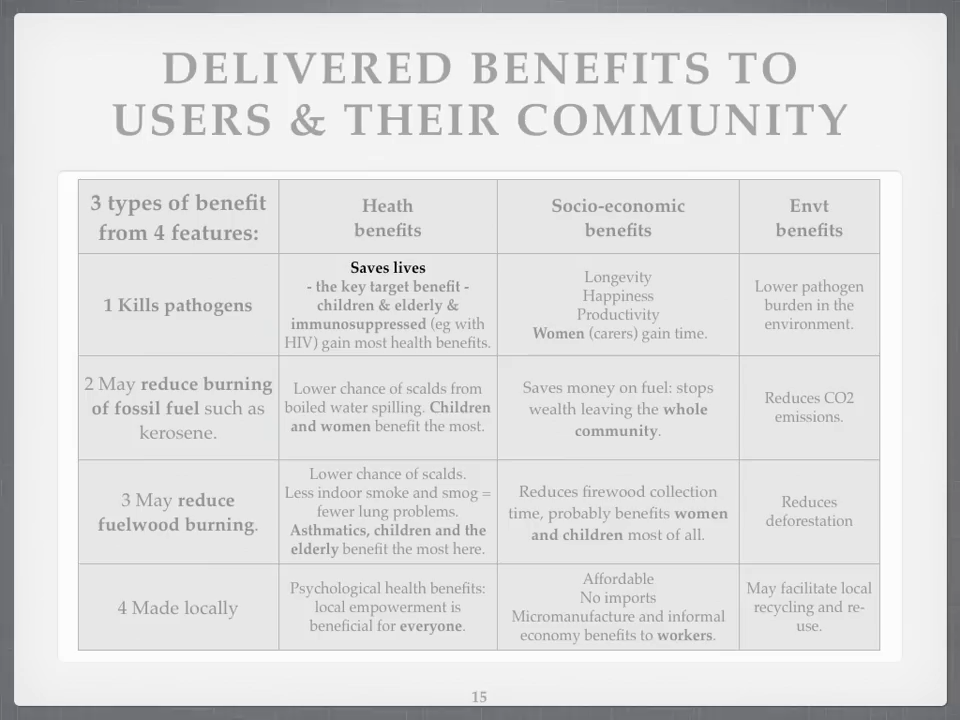 DELIVERED BENEFITS TO
USERS & THEIR COMMUNITY
3 types of benefit
from 4 features:
Heath
benefits
Socio-economic
benefits
Envt
benefits
1 Kills pathogens
Saves lives
- the key target benefit -
children & elderly &
immunosuppressed (eg with
HIV) gain most health benefits.
Longevity
Happiness
Productivity
Women (carers) gain time.
Lower pathogen
burden in the
environment.
2 May reduce burning
of fossil fuel such as
kerosene.
Lower chance of scalds from
boiled water spilling. Children
and women benefit the most.
Saves money on fuel: stops
wealth leaving the whole
community.
Reduces CO2
emissions.
3 May reduce
fuelwood burning.
Lower chance of scalds.
Less indoor smoke and smog =
fewer lung problems.
Asthmatics, children and the
elderly benefit the most here.
Reduces firewood collection
time, probably benefits women
and children most of all.
Reduces
deforestation
4 Made locally
Psychological health benefits:
local empowerment is
beneficial for everyone.
Affordable
No imports
Micromanufacture and informal
economy benefits to workers.
May facilitate local
recycling and re-
use.
15